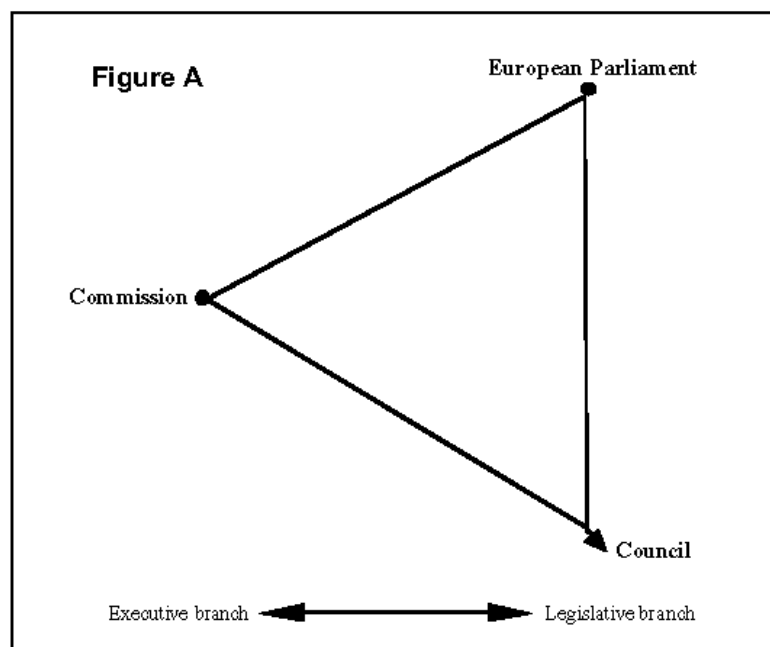 Figure A
European Parliament
Commission
Council
Executive branch
Legislative branch